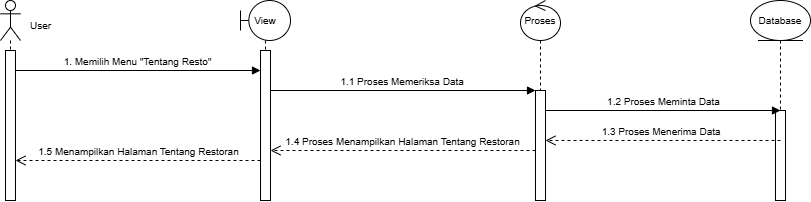 User
View
Proses
Database
1. Memilih Menu "Tentang Resto"
1.1 Proses Memeriksa Data
1.2 Proses Meminta Data
1.3 Proses Menerima Data
1.4 Proses Menampilkan Halaman Tentang Restoran
1.5 Menampilkan Halaman Tentang Restoran